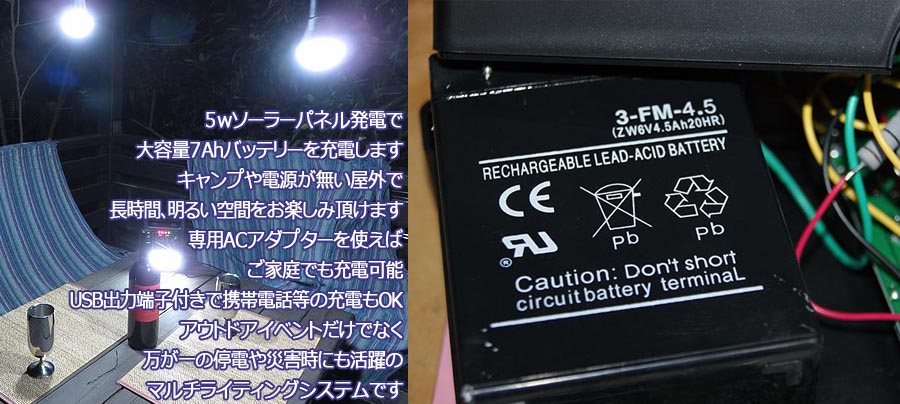 5wソーラーパネル発電で
大容量7Ahバッテリーを充電します
キャンプや電源が無い屋外で
長時間、明るい空間をお楽しみ頂けます
専用ACアダプターを使えば
ご家庭でも充電可能
USB出力端子付きで携帯電話等の充電もOK
アウトドアイベントだけでなく
万が一の停電や災害時にも活躍の
マルチライティングシステムです
3-FM-4.5
(ZW6V4.5Ah20HR)
RECHARGEABLE LEAD-ACID BATTERY
CE
Pb
Pb
RU
Caution: Don't short
circuit battery terminaL